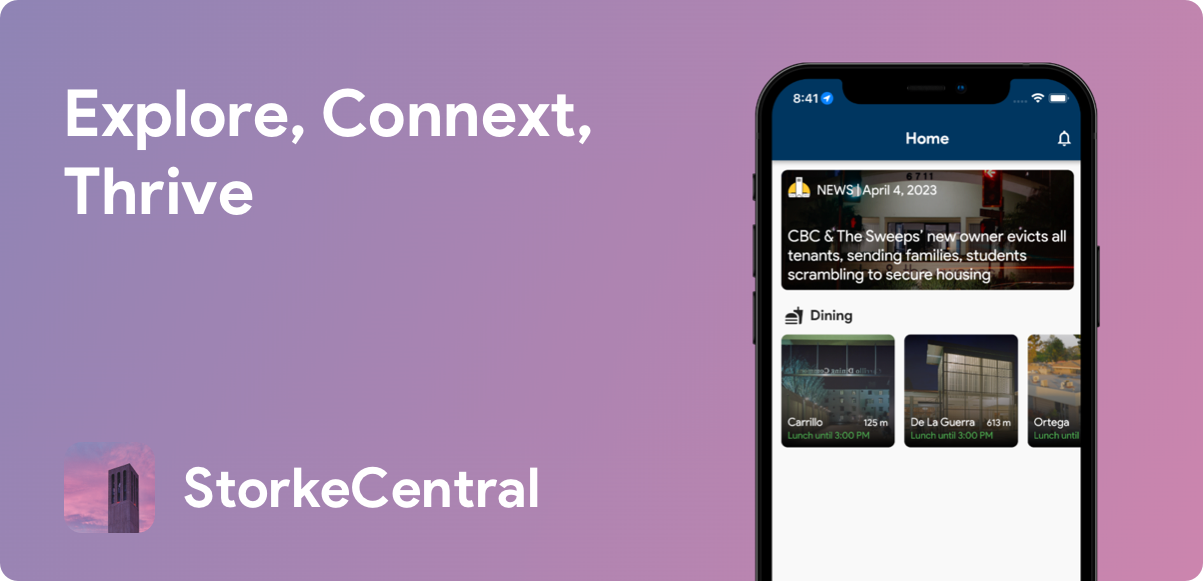 Explore, Connext,
Thrive
StorkeCentral
8:41
Home
6711
NEWS | April 4, 2023
CBC & The Sweeps' new owner evicts all
tenants, sending families, students
scrambling to secure housing
Dining
Carrillo 125 m
Lunch until 3:00 PM
De La Guerra 613 m
Lunch until 3:00 PM
Ortega
Lunch until